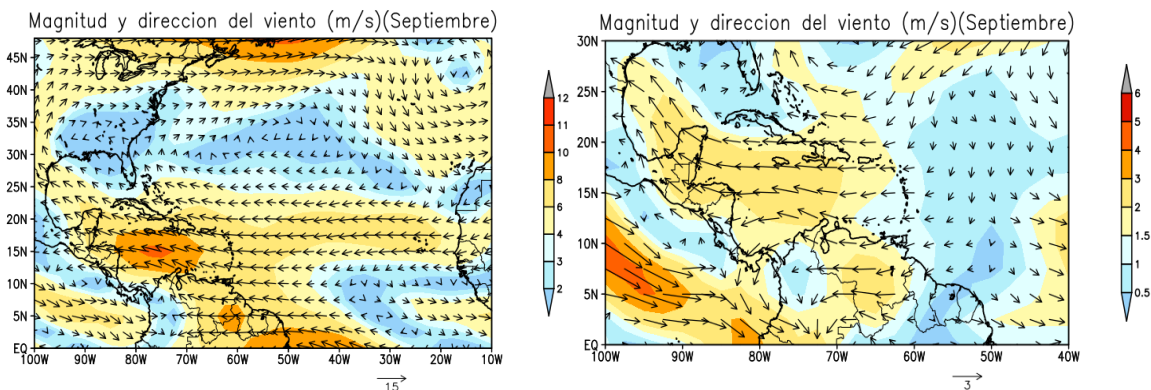 Magnitud y direccion del viento (m/s)(Septiembre)
45N
40N
35N
30N
25N
20N
15N
10N
5N
EQ
100W 90W 80W 70W 60W 50W 40W 30W 20W 10W
15
12
11
10
8
6
4
3
2
Magnitud y direccion del viento (m/s)(Septiembre)
30N
25N
20N
15N
10N
5N
EQ
100W 90W 80W 70W 60W 50W 40W
3
6
5
4
3
2
1.5
1
0.5